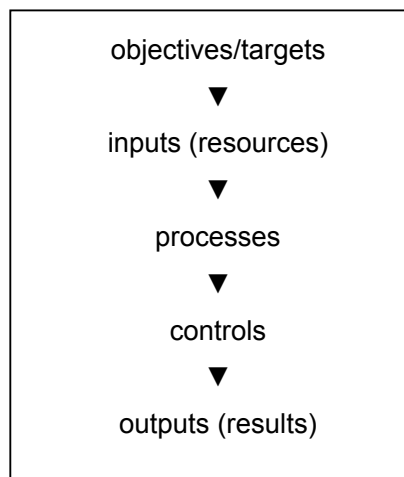 objectives/targets
▼
inputs (resources)
▼
processes
▼
controls
▼
outputs (results)